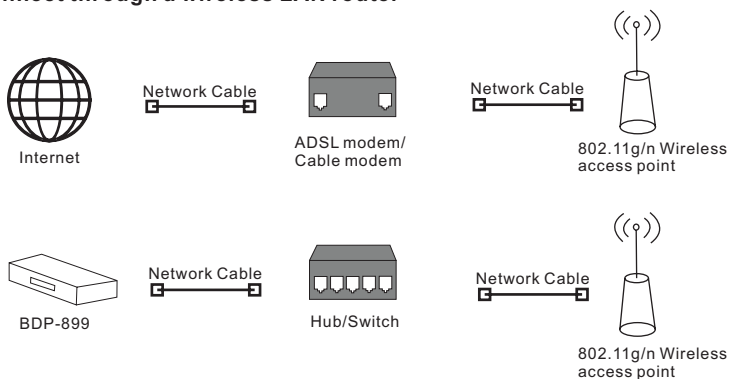 through a wireless LAN router
Network Cable
Network Cable
Internet
ADSL modem/
Cable modem
802.11g/n Wireless
access point
Network Cable
Network Cable
BDP-899
Hub/Switch
802.11g/n Wireless
access point